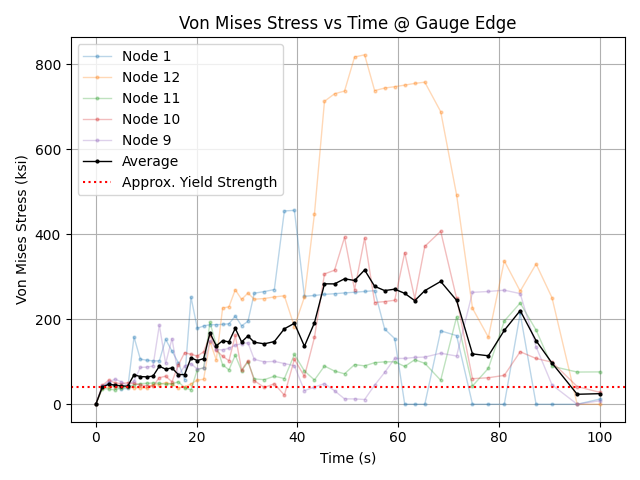 Von Mises Stress vs Time @ Gauge Edge
Node 1
Node 12
Node 11
Node 10
Node 9
Average
Approx. Yield Strength
Von Mises Stress (ksi)
800
600
400
200
0
0 20 40 60 80 100
Time (s)